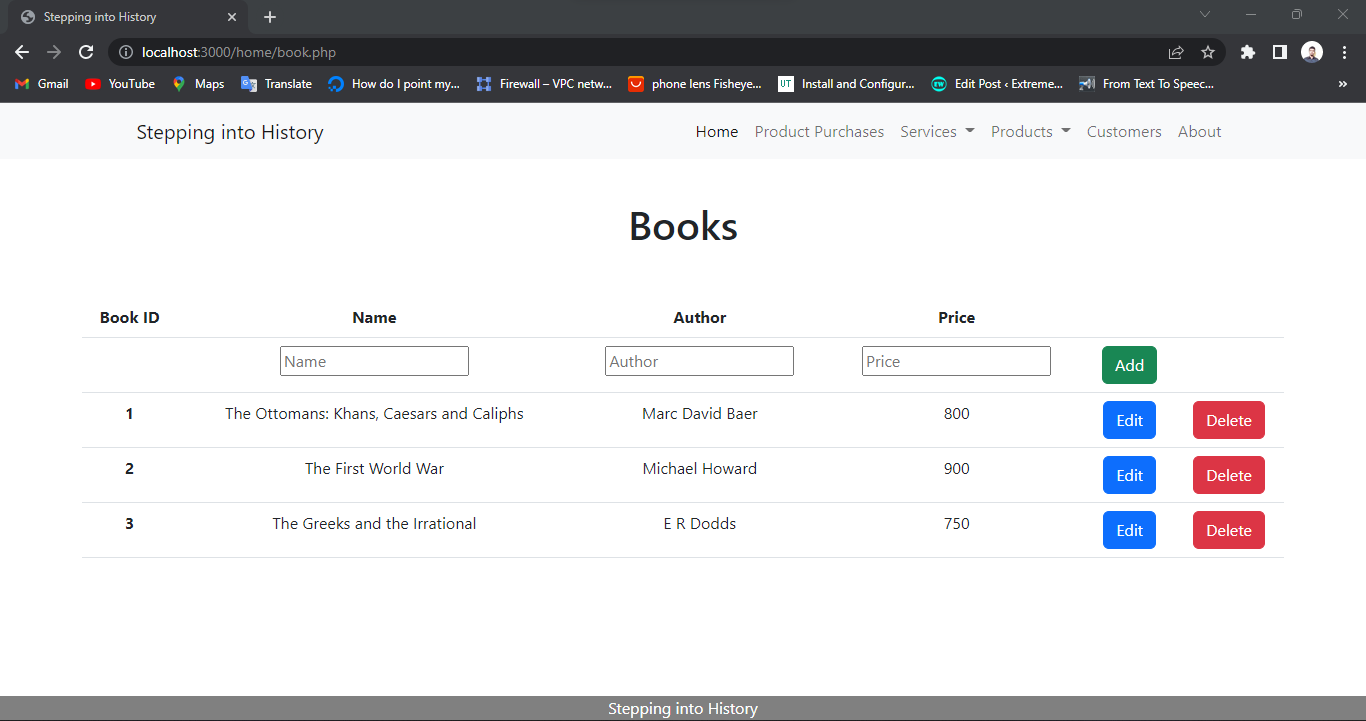 Stepping into History
localhost:3000/home/book.php
Gmail YouTube Maps Translate How do I point my... Firewall – VPC netw... phone lens Fisheye... UT Install and Configur... EW Edit Post ‹ Extreme... From Text To Speec... »
Stepping into History Home Product Purchases Services Products Customers About
Books
Book ID Name Author Price
Name Author Price Add
1 The Ottomans: Khans, Caesars and Caliphs Marc David Baer 800 Edit Delete
2 The First World War Michael Howard 900 Edit Delete
3 The Greeks and the Irrational E R Dodds 750 Edit Delete
Stepping into History